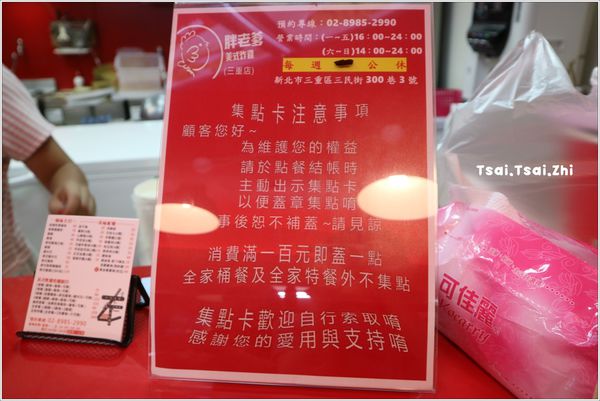 胖老爹
美式炸雞
(三重店)
預約專線：02-8985-2990
營業時間：(一~五)16：00~24：00
(六~日)14：00~24：00
每週 公休
新北市三重區三民街300巷3號
集點卡注意事項
顧客您好~
為維護您的權益
請於點餐結帳時
主動出示集點卡
以便蓋章集點唷
事後恕不補蓋~請見諒
消費滿一百元即蓋一點
全家桶餐及全家特餐外不集點
集點卡歡迎自行索取唷
感謝您的愛用與支持唷
02-8985-2990
可佳麗
Tsai.Tsai.Zhi